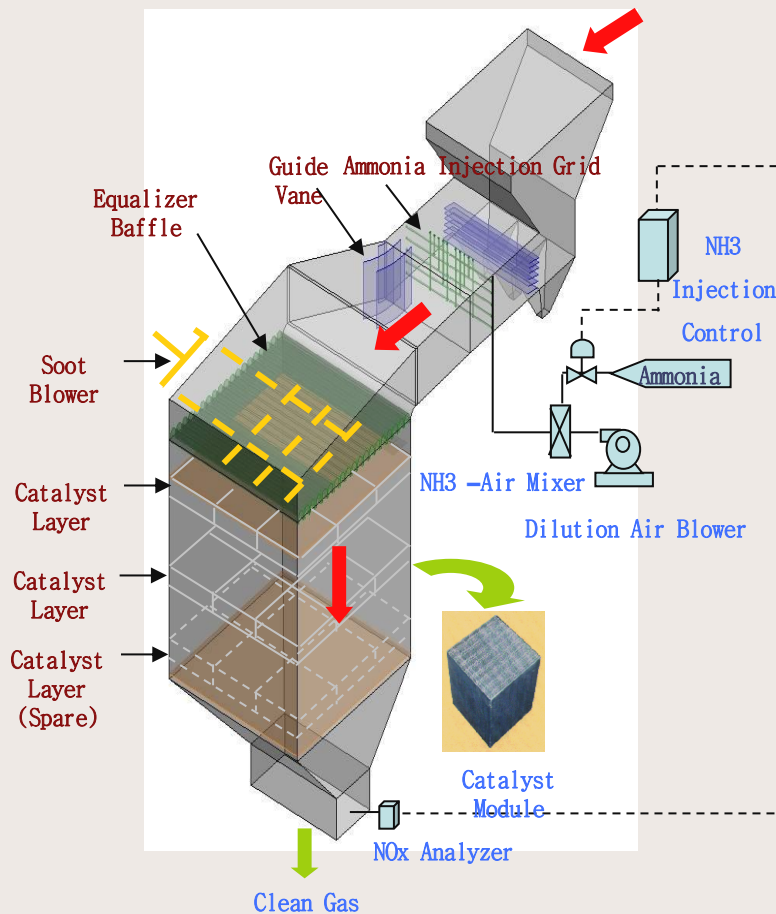 Guide Ammonia Injection Grid
Vane
Equalizer
Baffle
NH3
Injection
Control
Soot
Blower
Ammonia
NH3 -Air Mixer
Catalyst
Layer
Dilution Air Blower
Catalyst
Layer
Catalyst
Layer
(Spare)
Catalyst
Module
NOx Analyzer
Clean Gas